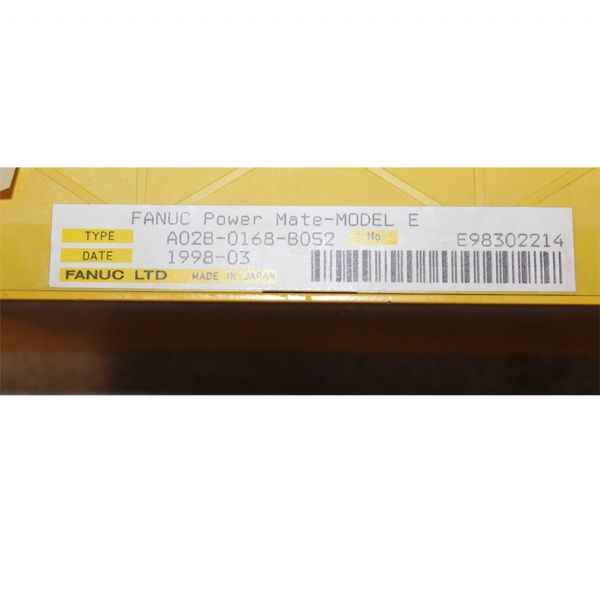 FANUC Power Mate-MODEL E
TYPE A02B-0168-B052 No E98302214
DATE 1998-03
FANUC LTD MADE IN JAPAN